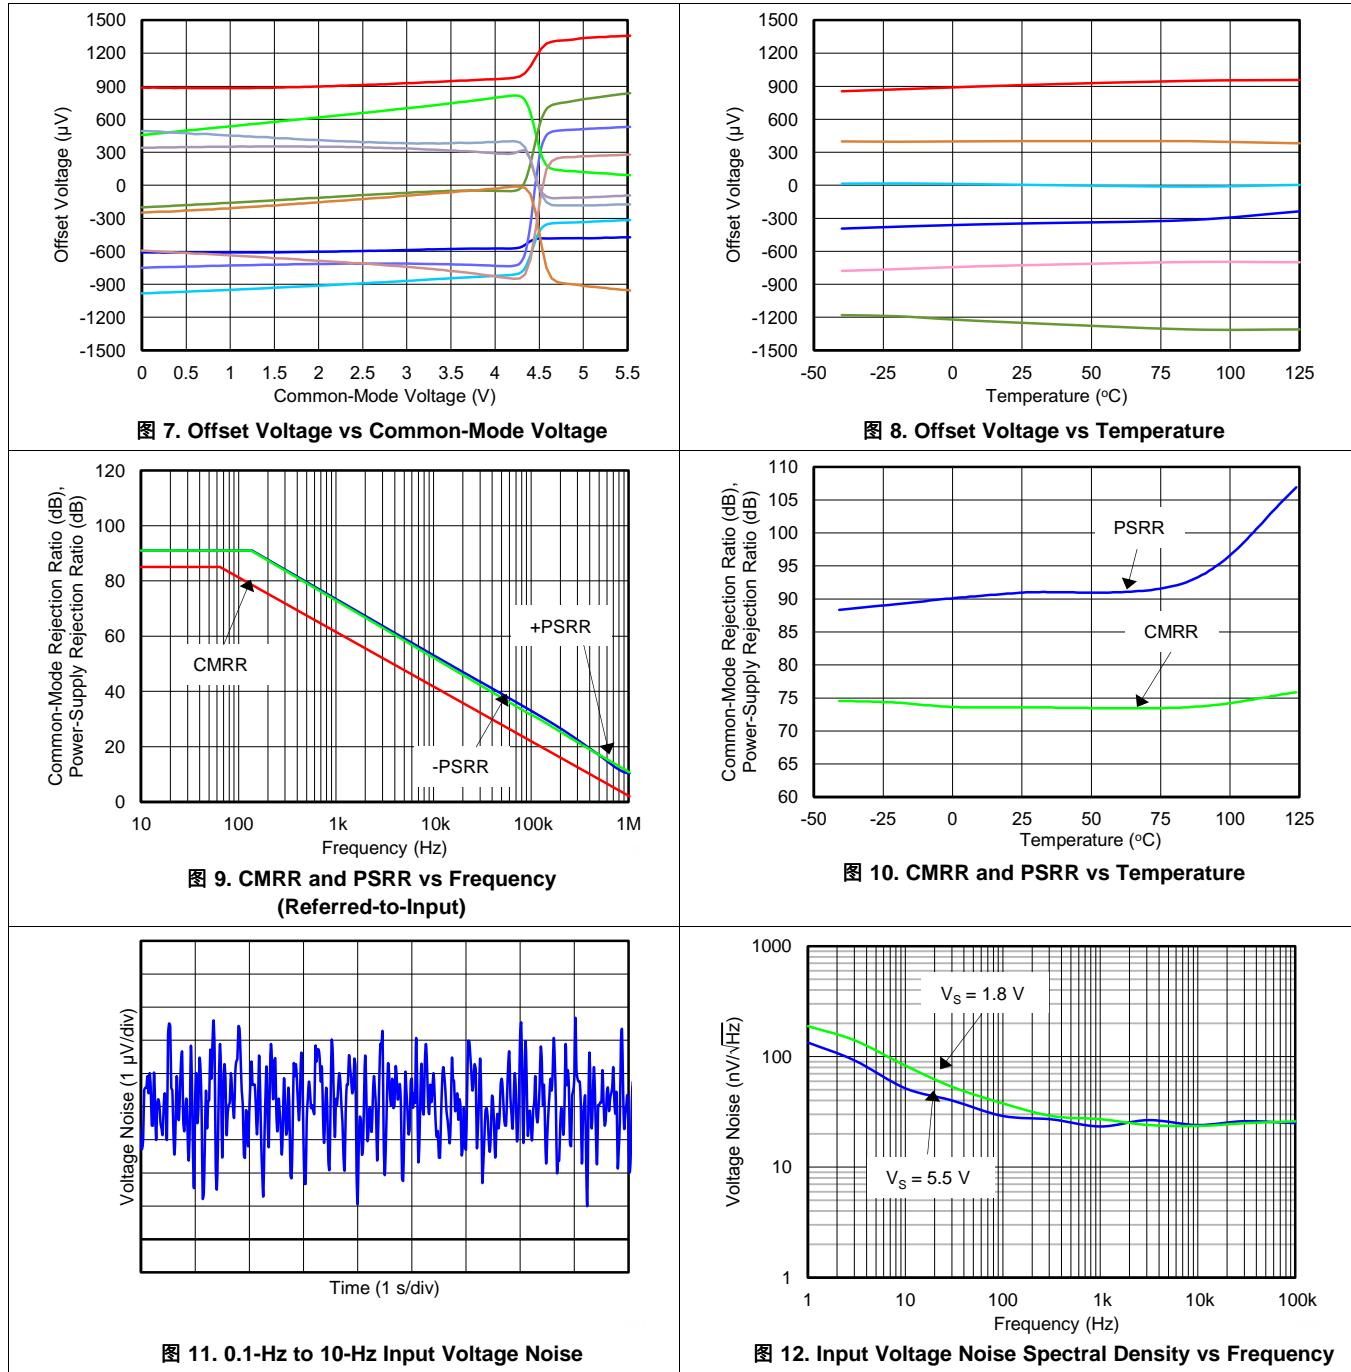 1500
1200
900
600
300
0
-300
-600
-900
-1200
-1500
Offset Voltage (µV)
0 0.5 1 1.5 2 2.5 3 3.5 4 4.5 5 5.5
Common-Mode Voltage (V)
图 7. Offset Voltage vs Common-Mode Voltage
1500
1200
900
600
300
0
-300
-600
-900
-1200
-1500
Offset Voltage (µV)
-50 -25 0 25 50 75 100 125
Temperature (°C)
图 8. Offset Voltage vs Temperature
120
100
80
60
40
20
0
Common-Mode Rejection Ratio (dB),
Power-Supply Rejection Ratio (dB)
+PSRR
CMRR
-PSRR
10 100 1k 10k 100k 1M
Frequency (Hz)
图 9. CMRR and PSRR vs Frequency
(Referred-to-Input)
110
105
100
95
90
85
80
75
70
65
60
Common-Mode Rejection Ratio (dB),
Power-Supply Rejection Ratio (dB)
PSRR
CMRR
-50 -25 0 25 50 75 100 125
Temperature (°C)
图 10. CMRR and PSRR vs Temperature
Voltage Noise (1 µV/div)
Time (1 s/div)
图 11. 0.1-Hz to 10-Hz Input Voltage Noise
1000
100
10
1
Voltage Noise (nV/√Hz)
VS = 1.8 V
VS = 5.5 V
1 10 100 1k 10k 100k
Frequency (Hz)
图 12. Input Voltage Noise Spectral Density vs Frequency